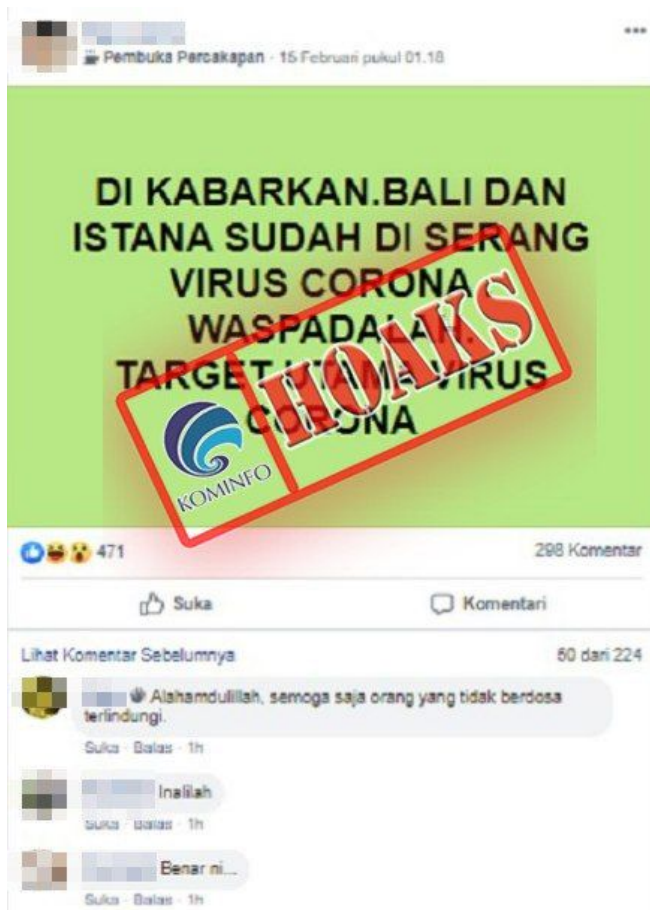 Pembuka Percakapan · 15 Februari pukul 01.18
DI KABARKAN.BALI DAN
ISTANA SUDAH DI SERANG
VIRUS CORONA
WASPADALAH.
TARGET UTAMA VIRUS
CORONA
HOAKS
KOMINFO
471
298 Komentar
Suka
Komentari
Lihat Komentar Sebelumnya
50 dari 224
Alahamdulillah, semoga saja orang yang tidak berdosa
terlindungi.
Suka · Balas · 1h
Inalilah
Suka · Balas · 1h
Benar ni...
Suka · Balas · 1h